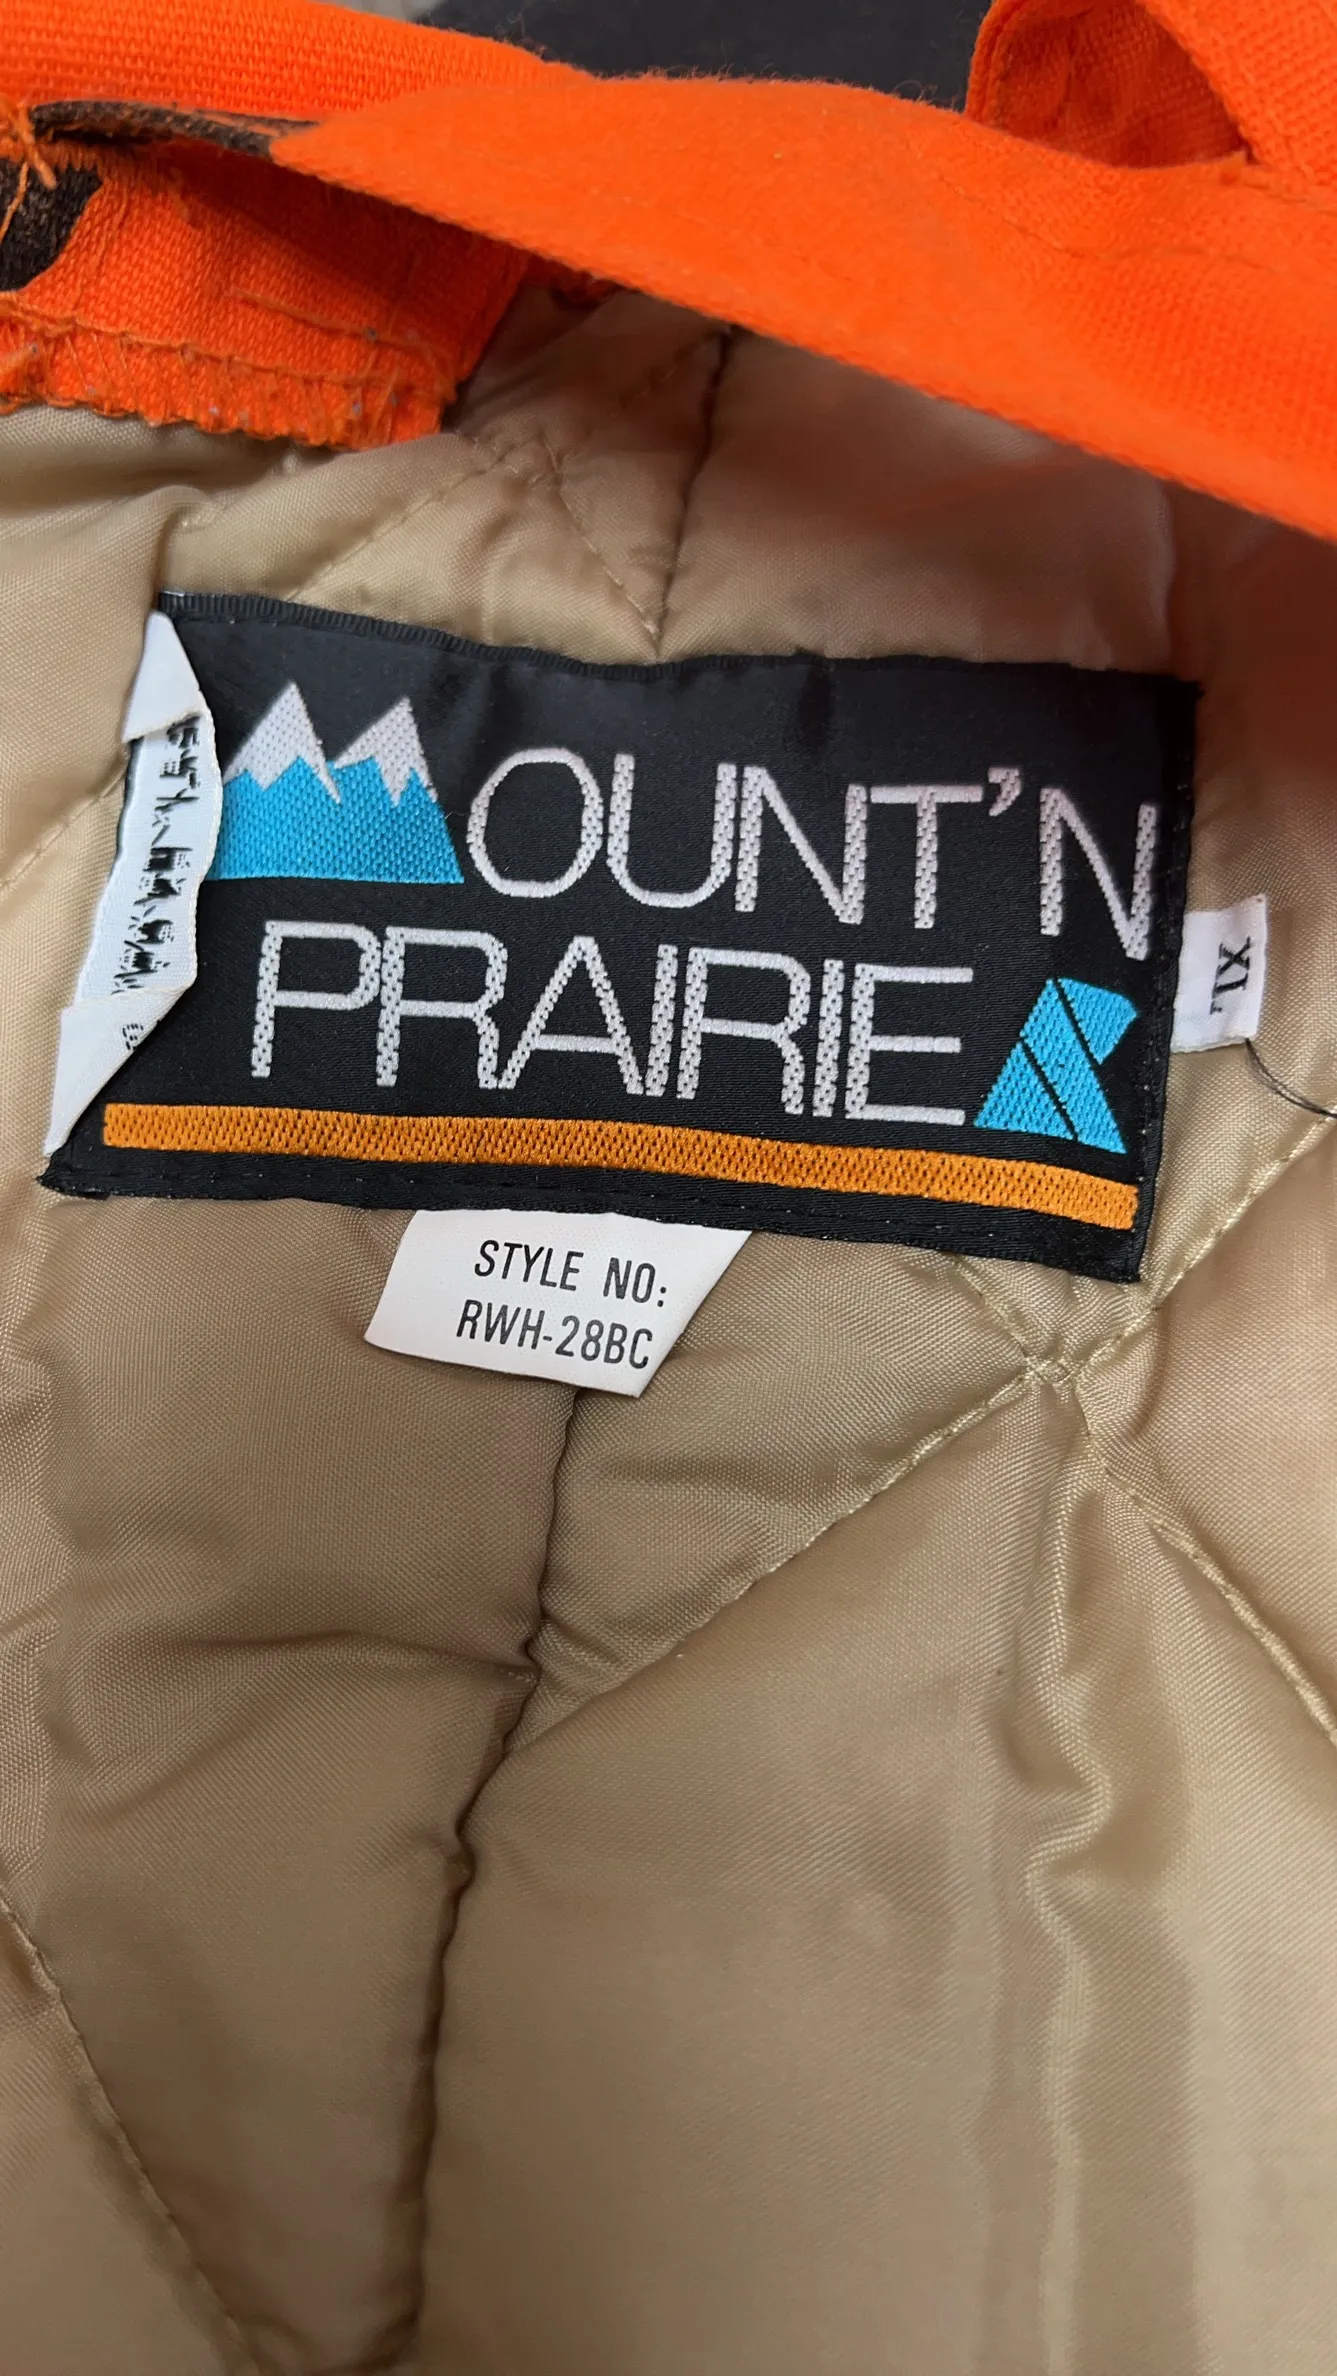 MOUNT'N
PRAIRIE
XL
STYLE NO:
RWH-28BC